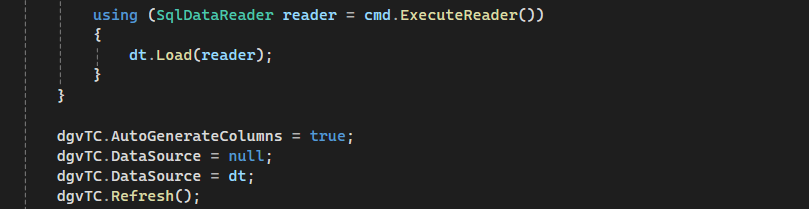 using (SqlDataReader reader = cmd.ExecuteReader())
{
dt.Load(reader);
}
}
dgvTC.AutoGenerateColumns = true;
dgvTC.DataSource = null;
dgvTC.DataSource = dt;
dgvTC.Refresh();